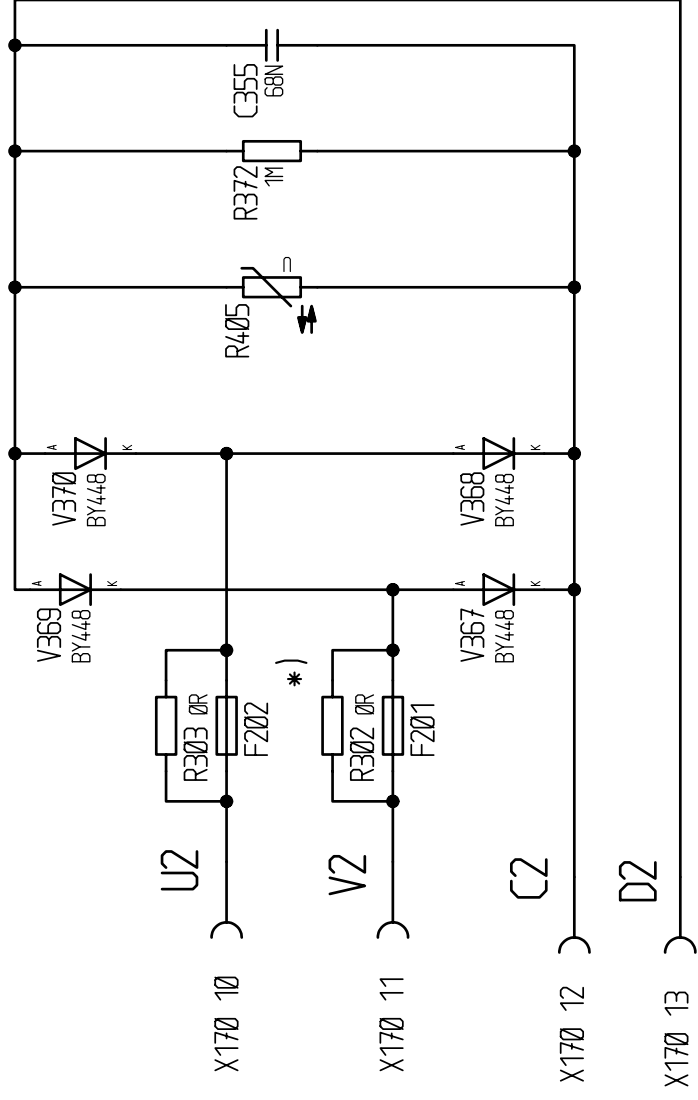 C355
68N
R372
1M
R405
U
A
K
V370
BY448
A
K
V368
BY448
A
K
V369
BY448
A
K
V367
BY448
*)
R303 0R
F202
R302 0R
F201
U2
V2
C2
D2
X170 10
X170 11
X170 12
X170 13